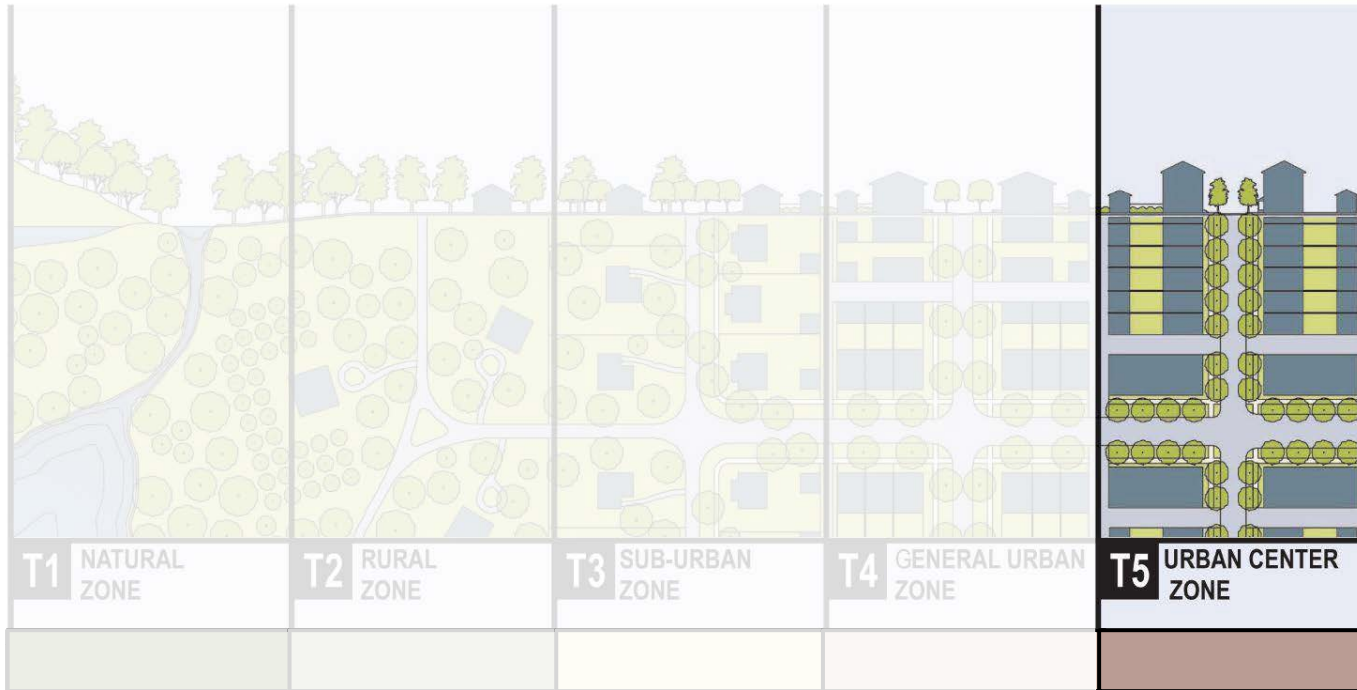 T1 NATURAL
ZONE
T2 RURAL
ZONE
T3 SUB-URBAN
ZONE
T4 GENERAL URBAN
ZONE
T5 URBAN CENTER
ZONE